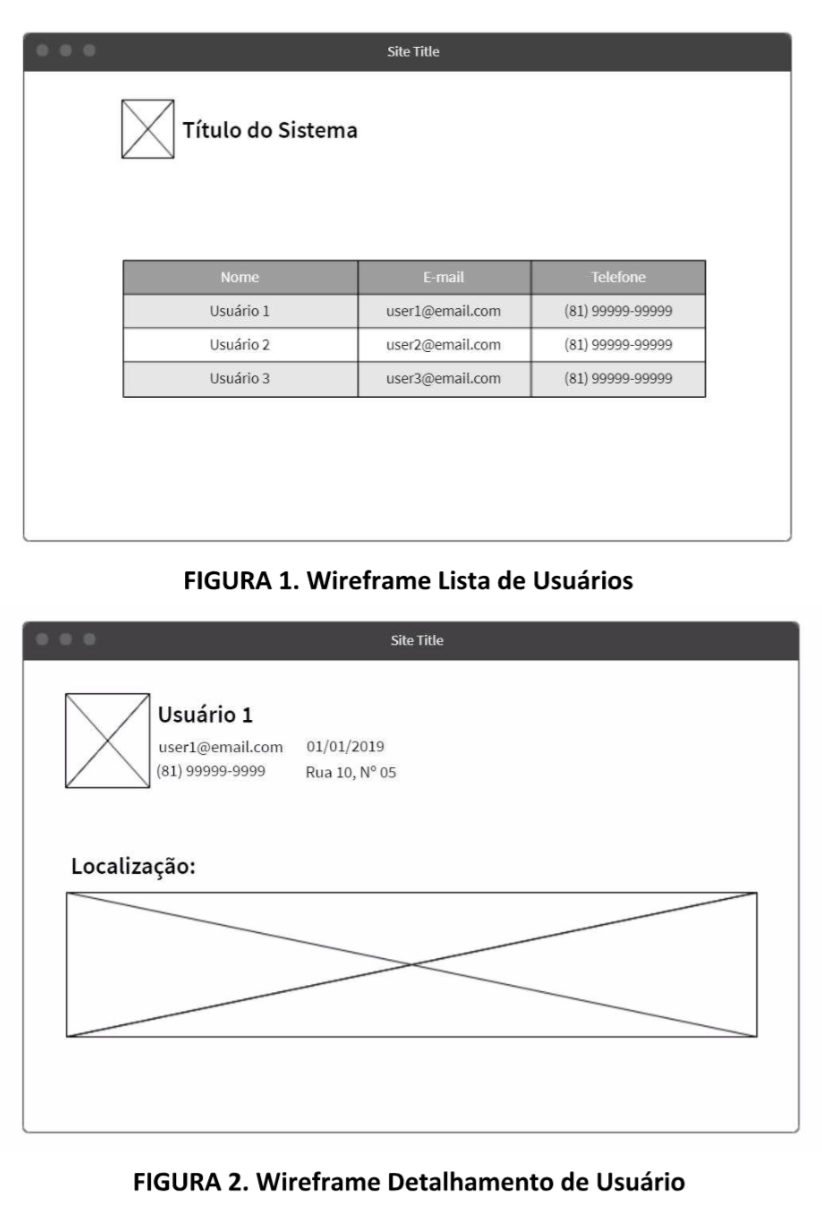 Site Title
Título do Sistema
Nome E-mail Telefone
Usuário 1 user1@email.com (81) 99999-99999
Usuário 2 user2@email.com (81) 99999-99999
Usuário 3 user3@email.com (81) 99999-99999
FIGURA 1. Wireframe Lista de Usuários
Site Title
Usuário 1
user1@email.com 01/01/2019
(81) 99999-9999 Rua 10, Nº 05
Localização:
FIGURA 2. Wireframe Detalhamento de Usuário